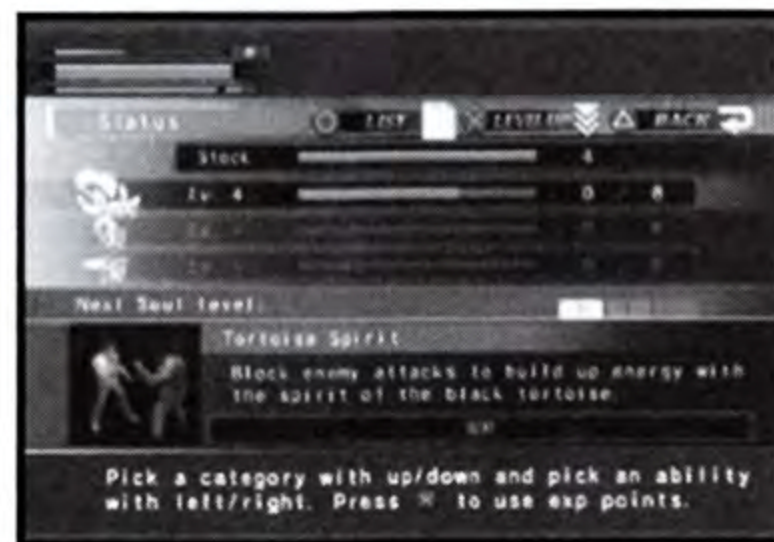 Status LIST LEVEL UP BACK
Stock 4
Lv 4 0 8
Next Soul level:
Tortoise Spirit
Block enemy attacks to build up energy with
the spirit of the black tortoise.
Pick a category with up/down and pick an ability
with left/right. Press × to use exp points.